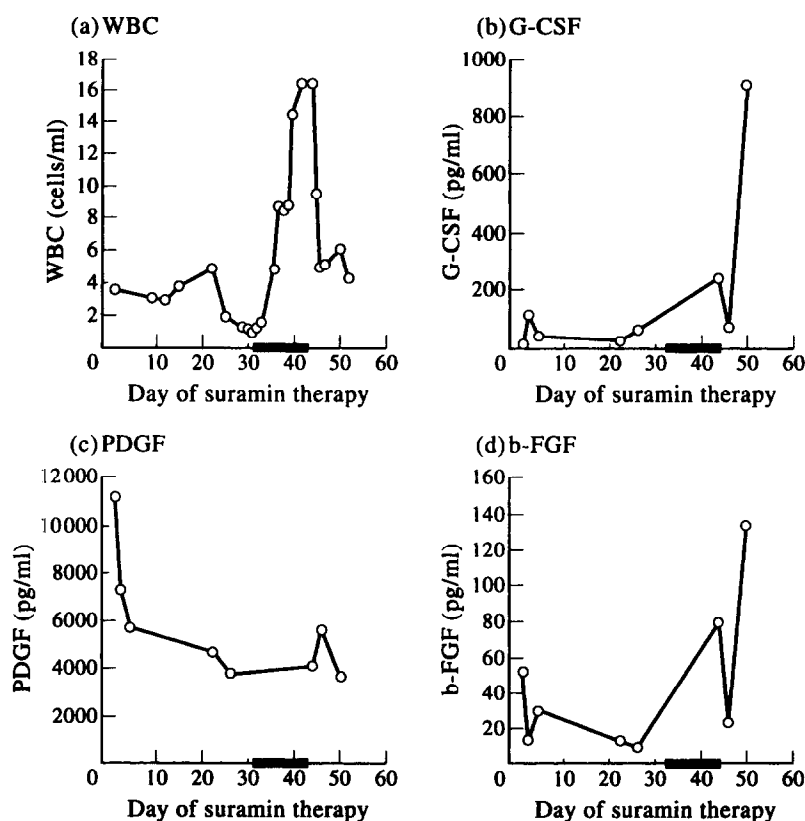 (a) WBC
18
16
14
12
10
8
6
4
2
0
10 20 30 40 50 60
WBC (cells/ml)
Day of suramin therapy
(b) G-CSF
1000
800
600
400
200
0
10 20 30 40 50 60
G-CSF (pg/ml)
Day of suramin therapy
(c) PDGF
12000
10000
8000
6000
4000
2000
0
10 20 30 40 50 60
PDGF (pg/ml)
Day of suramin therapy
(d) b-FGF
160
140
120
100
80
60
40
20
0
10 20 30 40 50 60
b-FGF (pg/ml)
Day of suramin therapy